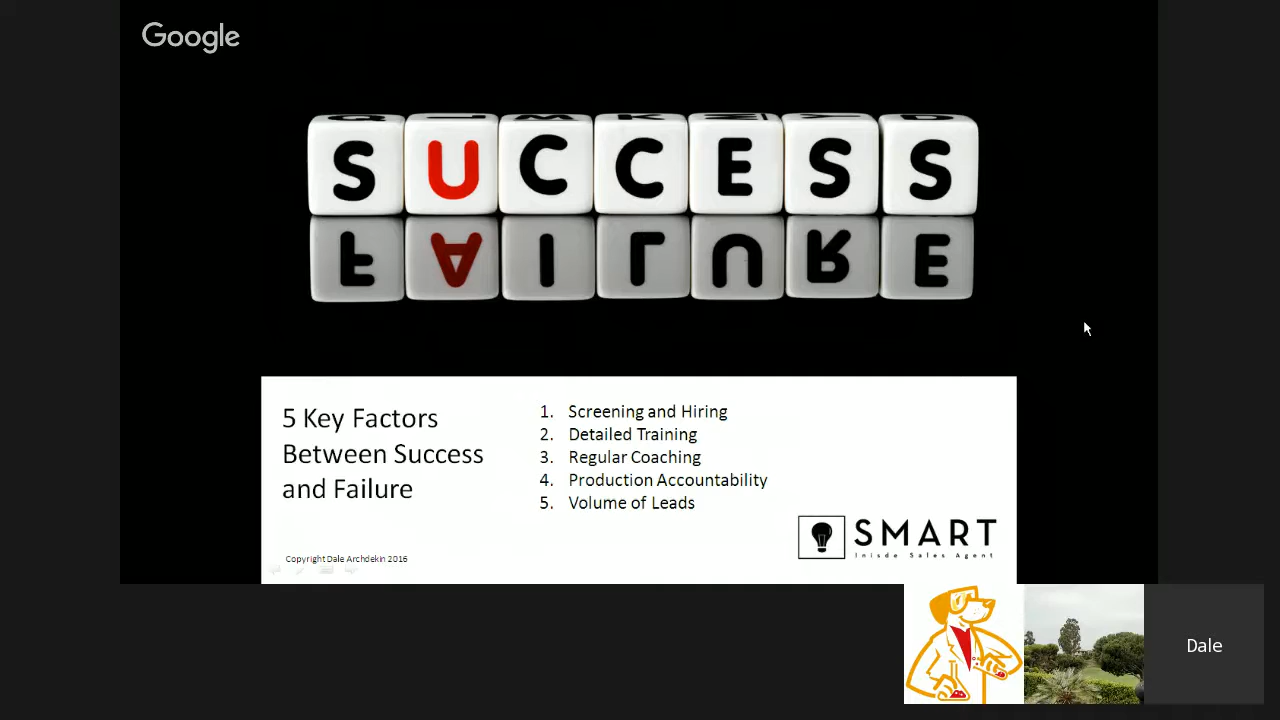 Google
SUCCESS
FAILURE
5 Key Factors
Between Success
and Failure
1. Screening and Hiring
2. Detailed Training
3. Regular Coaching
4. Production Accountability
5. Volume of Leads
SMART
Inisde Sales Agent
Copyright Dale Archdekin 2016
Dale